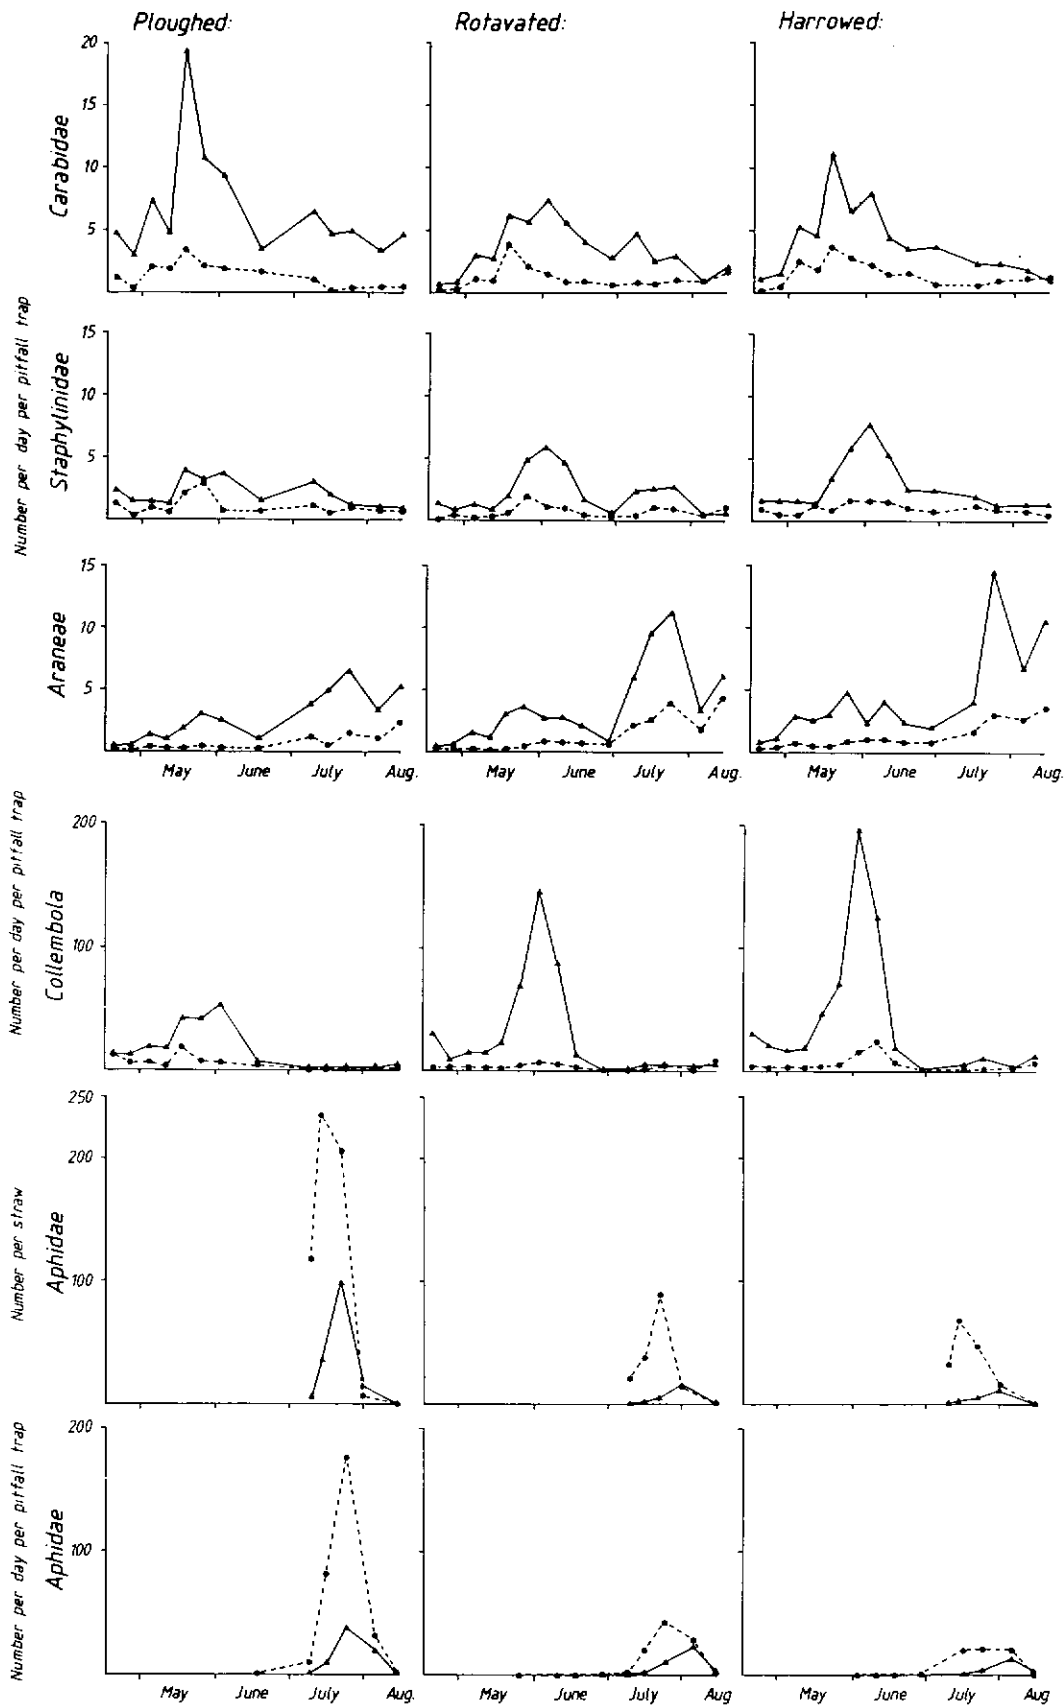 Ploughed: Rotavated: Harrowed:
20
15
10
5
Carabidae
Number per day per pitfall trap
15
10
5
Staphylinidae
15
10
5
Araneae
May June July Aug. May June July Aug. May June July Aug.
Number per day per pitfall trap
200
100
Collembola
Number per straw
250
200
100
Aphidae
Number per day per pitfall trap
200
100
Aphidae
May June July Aug. May June July Aug. May June July Aug.